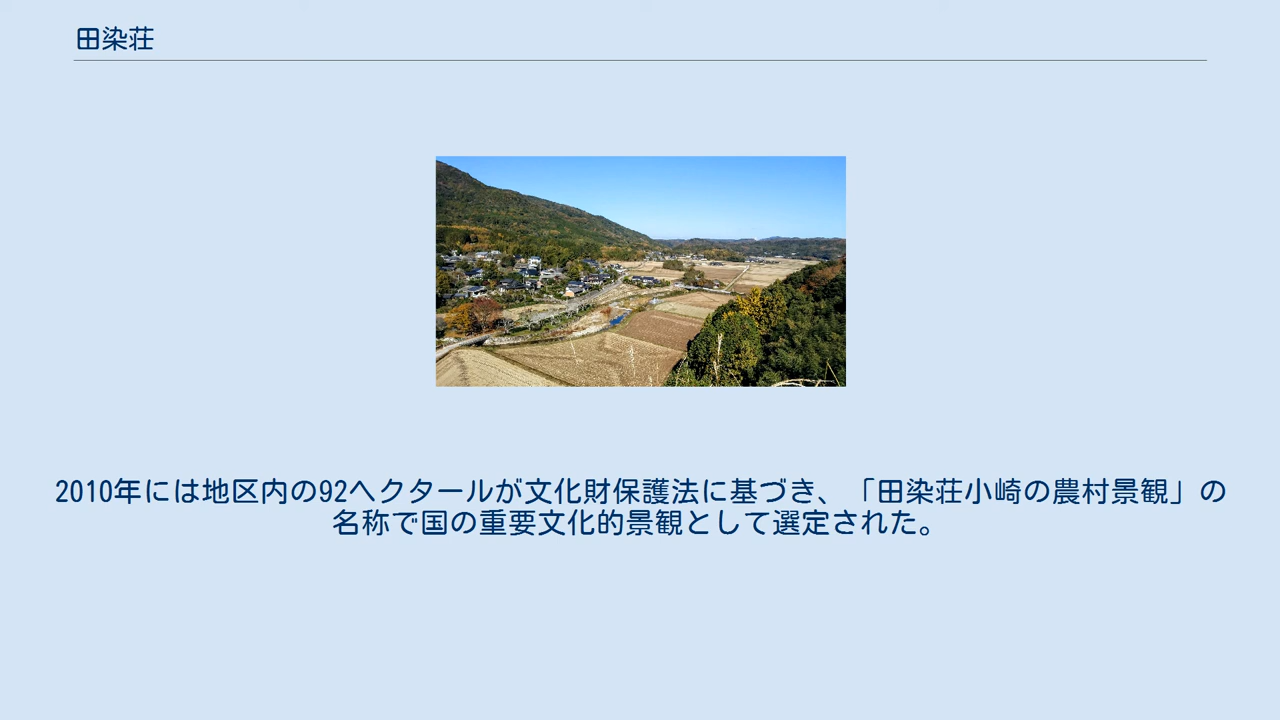 田染荘
2010年には地区内の92ヘクタールが文化財保護法に基づき、「田染荘小崎の農村景観」の
名称で国の重要文化的景観として選定された。